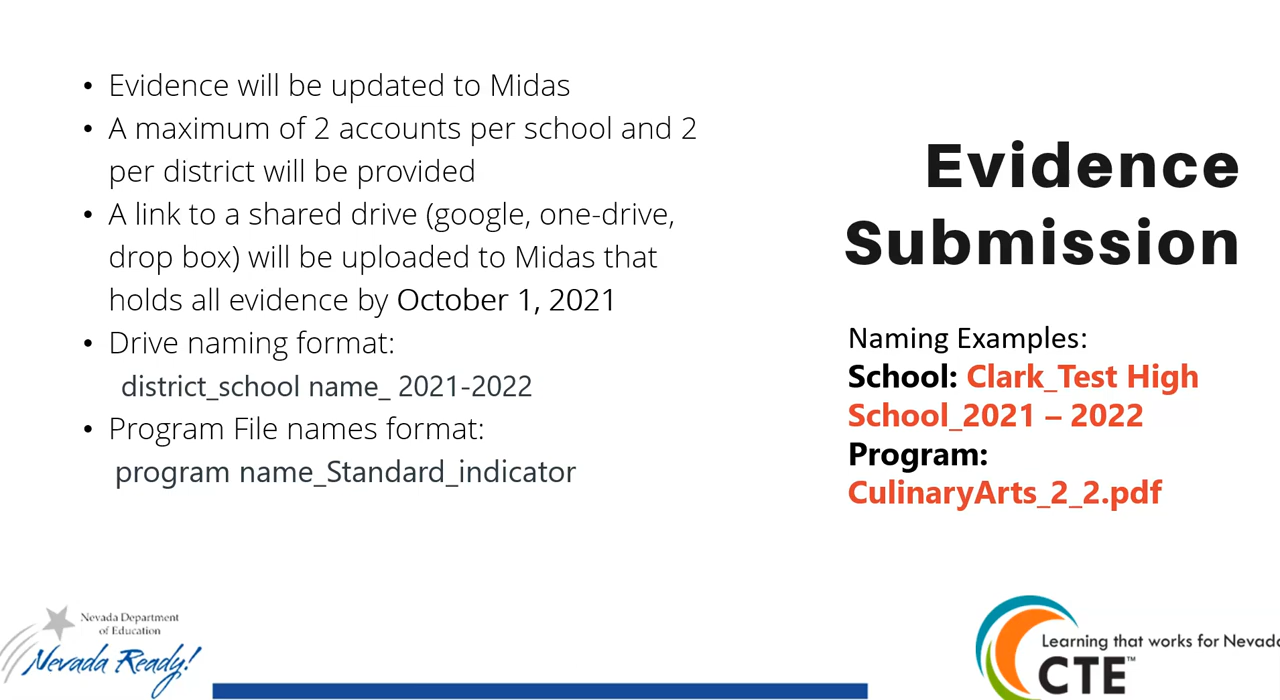 • Evidence will be updated to Midas
• A maximum of 2 accounts per school and 2
per district will be provided
• A link to a shared drive (google, one-drive,
drop box) will be uploaded to Midas that
holds all evidence by October 1, 2021
• Drive naming format:
district_school name_ 2021-2022
• Program File names format:
program name_Standard_indicator
Evidence
Submission
Naming Examples:
School: Clark_Test High
School_2021 – 2022
Program:
CulinaryArts_2_2.pdf
Nevada Department
of Education
Nevada Ready!
Learning that works for Nevada
CTE™